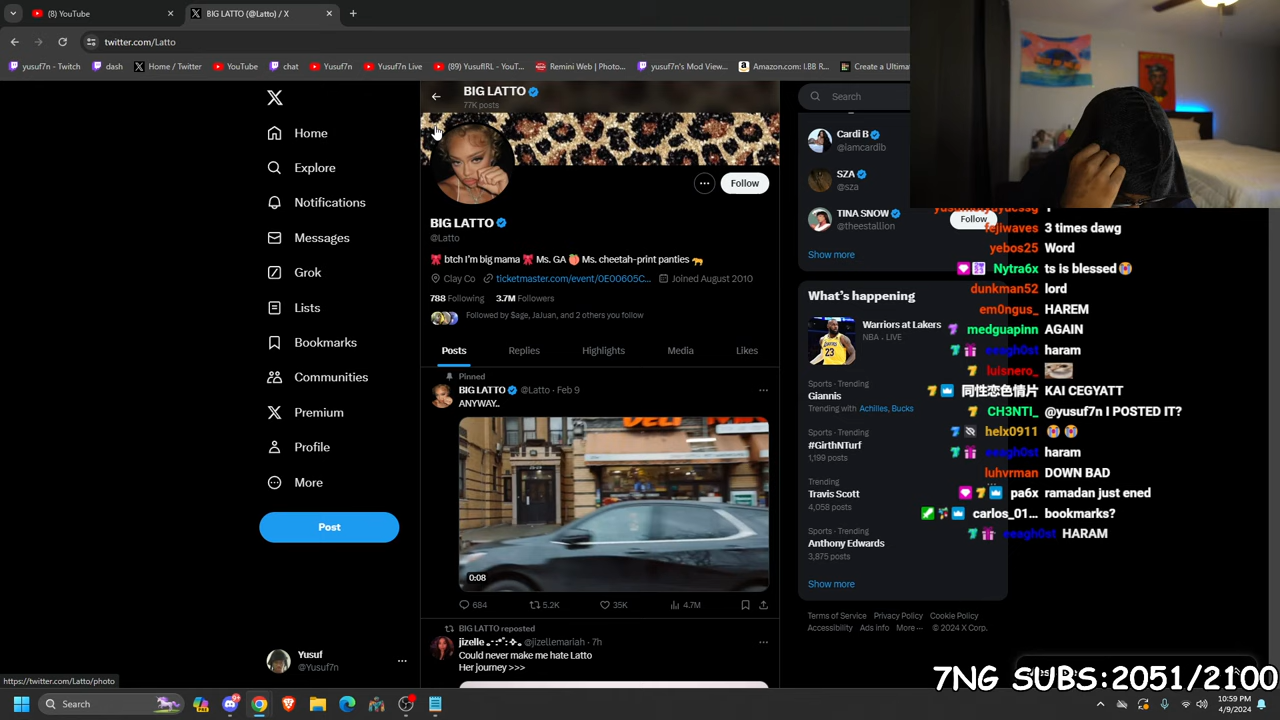 (8) YouTube
BIG LATTO (@Latto) / X
twitter.com/Latto
yusuf7n - Twitch
dash
Home / Twitter
YouTube
chat
Yusuf7n
Yusuf7n Live
(89) YusufIRL - YouT...
Remini Web | Photo...
yusuf7n's Mod View...
Amazon.com: I.BB R...
Create a Ultima
BIG LATTO
77K posts
Follow
BIG LATTO
@Latto
🎀 btch I'm big mama 🎀 Ms. GA 🍑 Ms. cheetah-print panties 🐆
Clay Co
ticketmaster.com/event/0E00605C...
Joined August 2010
788 Following 3.7M Followers
Followed by $age, JaJuan, and 2 others you follow
Posts Replies Highlights Media Likes
Pinned
BIG LATTO @Latto · Feb 9
ANYWAY..
DELI
0:08
684 5.2K 35K 4.7M
BIG LATTO reposted
@jizellemariah · 7h
Could never make me hate Latto
Her journey >>>
Home
Explore
Notifications
Messages
Grok
Lists
Bookmarks
Communities
Premium
Profile
More
Post
Yusuf
@Yusuf7n
https://twitter.com/Latto/photo
Search
Cardi B
@iamcardib
SZA
@sza
TINA SNOW
@theestallion
Follow
Show more
What's happening
Warriors at Lakers
NBA · LIVE
Sports · Trending
Giannis
Trending with Achilles, Bucks
Sports · Trending
#GirthNTurf
1,199 posts
Trending
Travis Scott
4,058 posts
Sports · Trending
Anthony Edwards
3,875 posts
Show more
Terms of Service Privacy Policy Cookie Policy
Accessibility Ads info More ··· © 2024 X Corp.
fejiwaves 3 times dawg
yebos25 Word
Nytra6x ts is blessed😭
dunkman52 lord
em0ngus_ HAREM
medguapinn AGAIN
haram
luisnero_
同性恋色情片 KAI CEGYATT
CH3NTI_ @yusuf7n I POSTED IT?
helx0911 😭 😭
haram
luhvrman DOWN BAD
pa6x ramadan just ened
carlos_01... bookmarks?
HARAM
7NG SUBS:2051/2100
Search
10:59 PM
4/9/2024